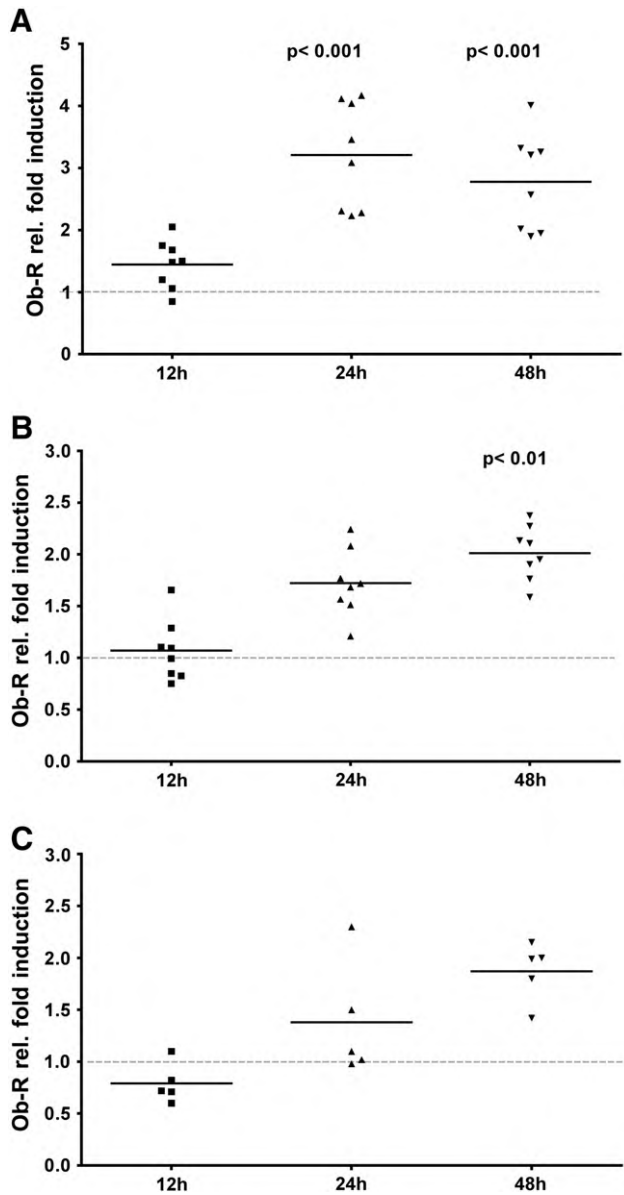 A
p< 0.001 p< 0.001
Ob-R rel. fold induction
5
4
3
2
1
0
12h 24h 48h
B
p< 0.01
Ob-R rel. fold induction
3.0
2.5
2.0
1.5
1.0
0.5
0.0
12h 24h 48h
C
Ob-R rel. fold induction
3.0
2.5
2.0
1.5
1.0
0.5
0.0
12h 24h 48h